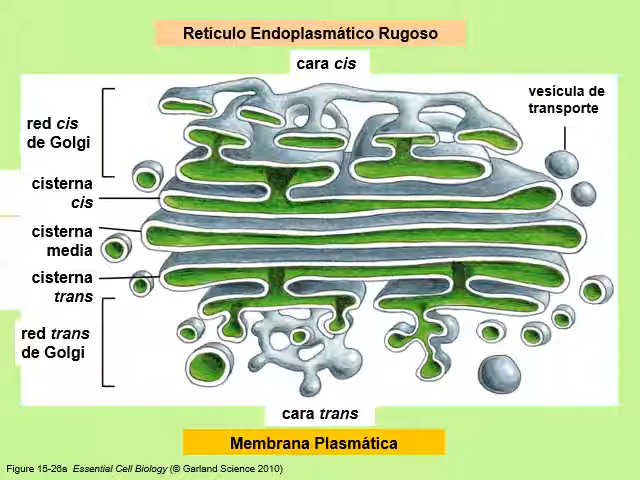 Retículo Endoplasmático Rugoso
cara cis
vesícula de
transporte
red cis
de Golgi
cisterna
cis
cisterna
media
cisterna
trans
red trans
de Golgi
cara trans
Membrana Plasmática
Figure 15-26a Essential Cell Biology (© Garland Science 2010)